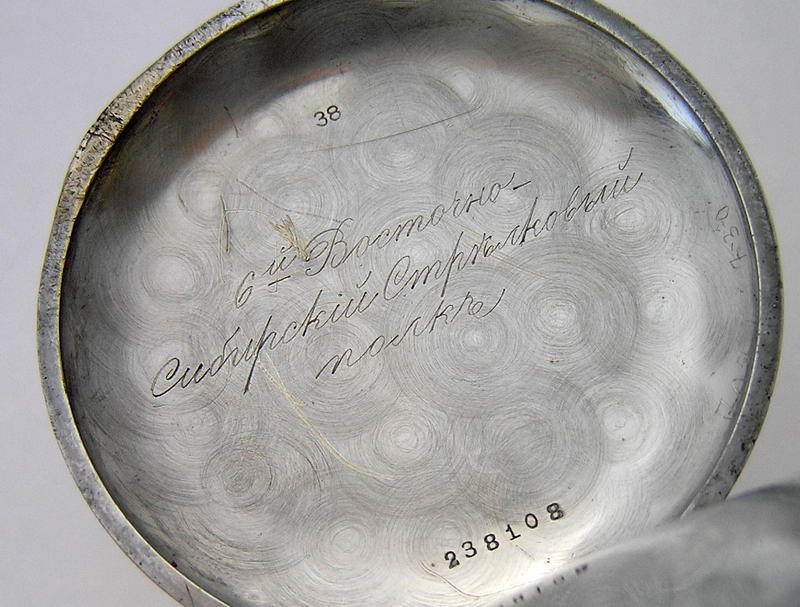 38
6й Восточно-
Сибирскій Стрѣлковый
полкъ
238108